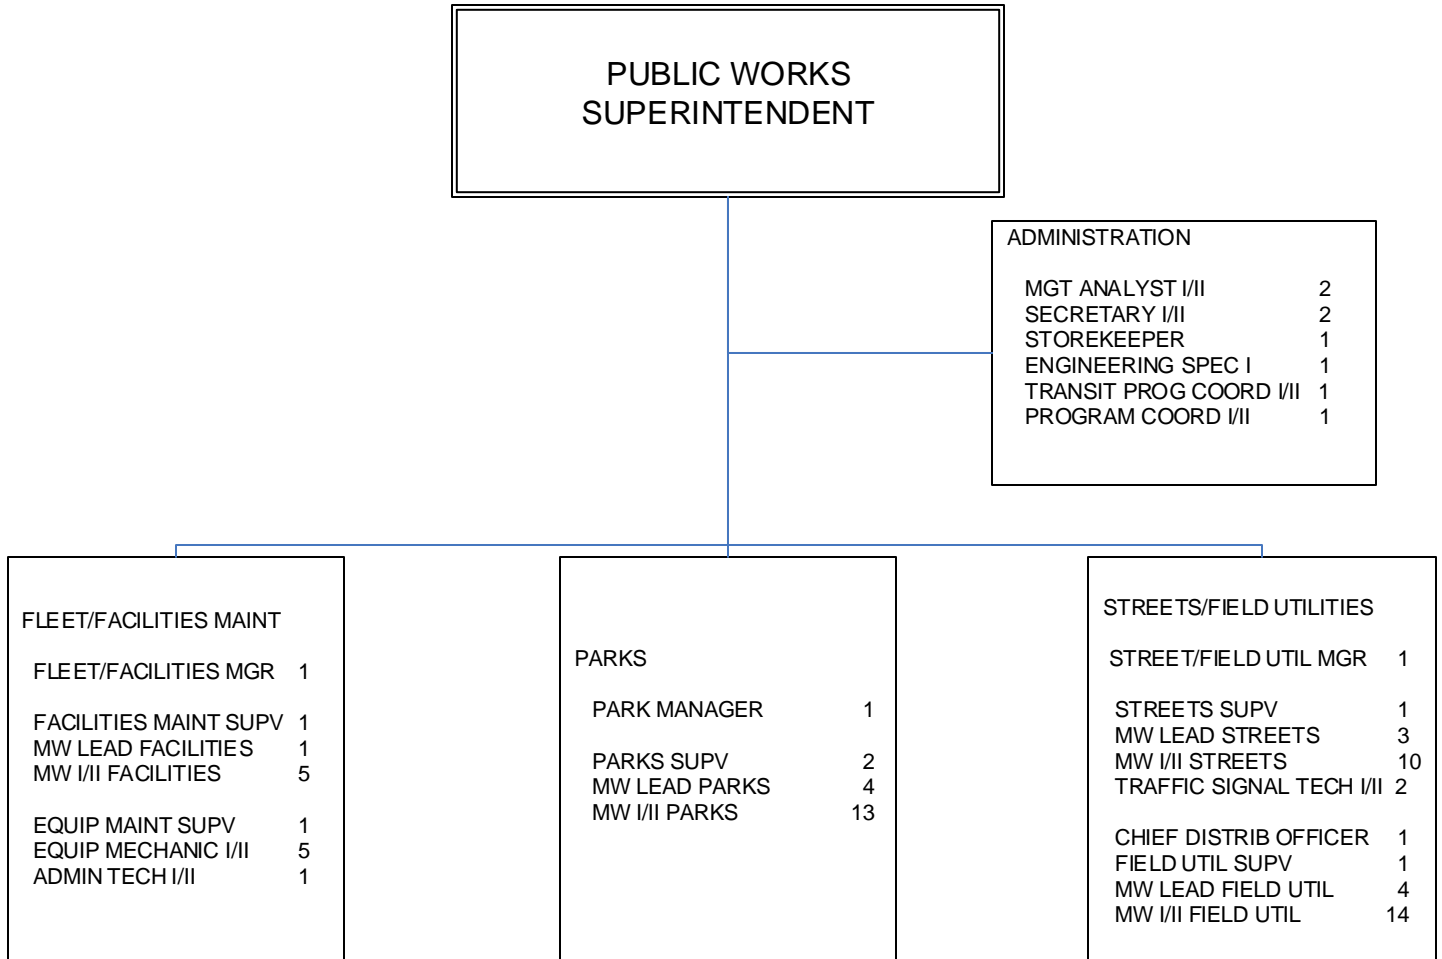 PUBLIC WORKS
SUPERINTENDENT
ADMINISTRATION
MGT ANALYST I/II 2
SECRETARY I/II 2
STOREKEEPER 1
ENGINEERING SPEC I 1
TRANSIT PROG COORD I/II 1
PROGRAM COORD I/II 1
FLEET/FACILITIES MAINT
FLEET/FACILITIES MGR 1
FACILITIES MAINT SUPV 1
MW LEAD FACILITIES 1
MW I/II FACILITIES 5
EQUIP MAINT SUPV 1
EQUIP MECHANIC I/II 5
ADMIN TECH I/II 1
PARKS
PARK MANAGER 1
PARKS SUPV 2
MW LEAD PARKS 4
MW I/II PARKS 13
STREETS/FIELD UTILITIES
STREET/FIELD UTIL MGR 1
STREETS SUPV 1
MW LEAD STREETS 3
MW I/II STREETS 10
TRAFFIC SIGNAL TECH I/II 2
CHIEF DISTRIB OFFICER 1
FIELD UTIL SUPV 1
MW LEAD FIELD UTIL 4
MW I/II FIELD UTIL 14